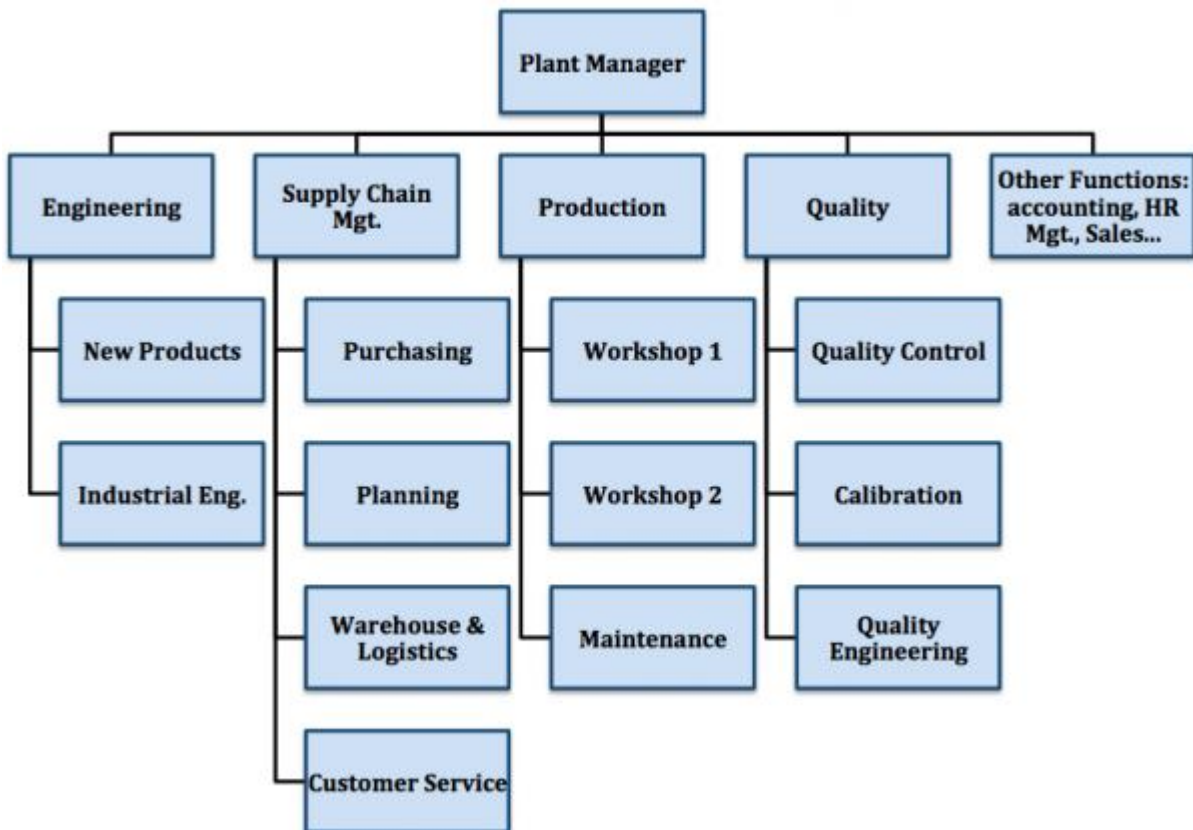 Plant Manager
Engineering
Supply Chain
Mgt.
Production
Quality
Other Functions:
accounting, HR
Mgt., Sales...
New Products
Purchasing
Workshop 1
Quality Control
Industrial Eng.
Planning
Workshop 2
Calibration
Warehouse &
Logistics
Maintenance
Quality
Engineering
Customer Service